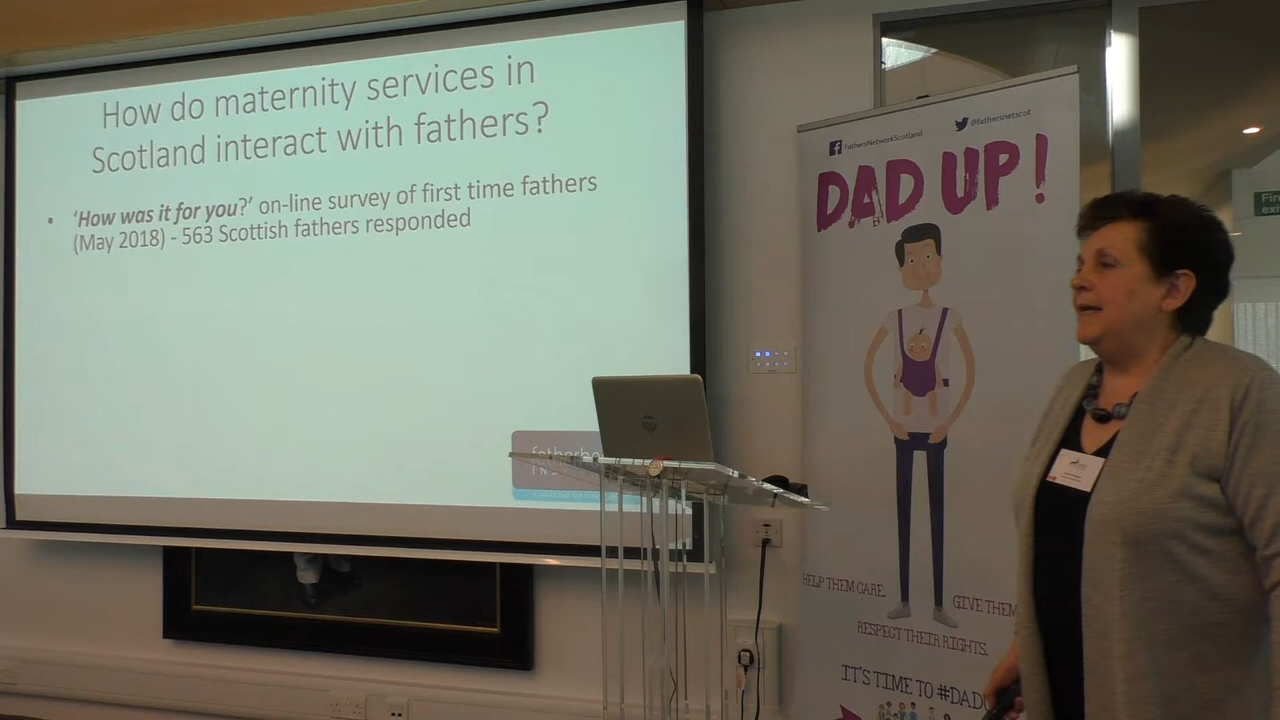 How do maternity services in
Scotland interact with fathers?
• ‘How was it for you?’ on-line survey of first time fathers
(May 2018) - 563 Scottish fathers responded
FathersNetworkScotland
@fathersnetscot
DAD UP!
HELP THEM CARE.
GIVE THEM
RESPECT THEIR RIGHTS.
IT'S TIME TO #DADU